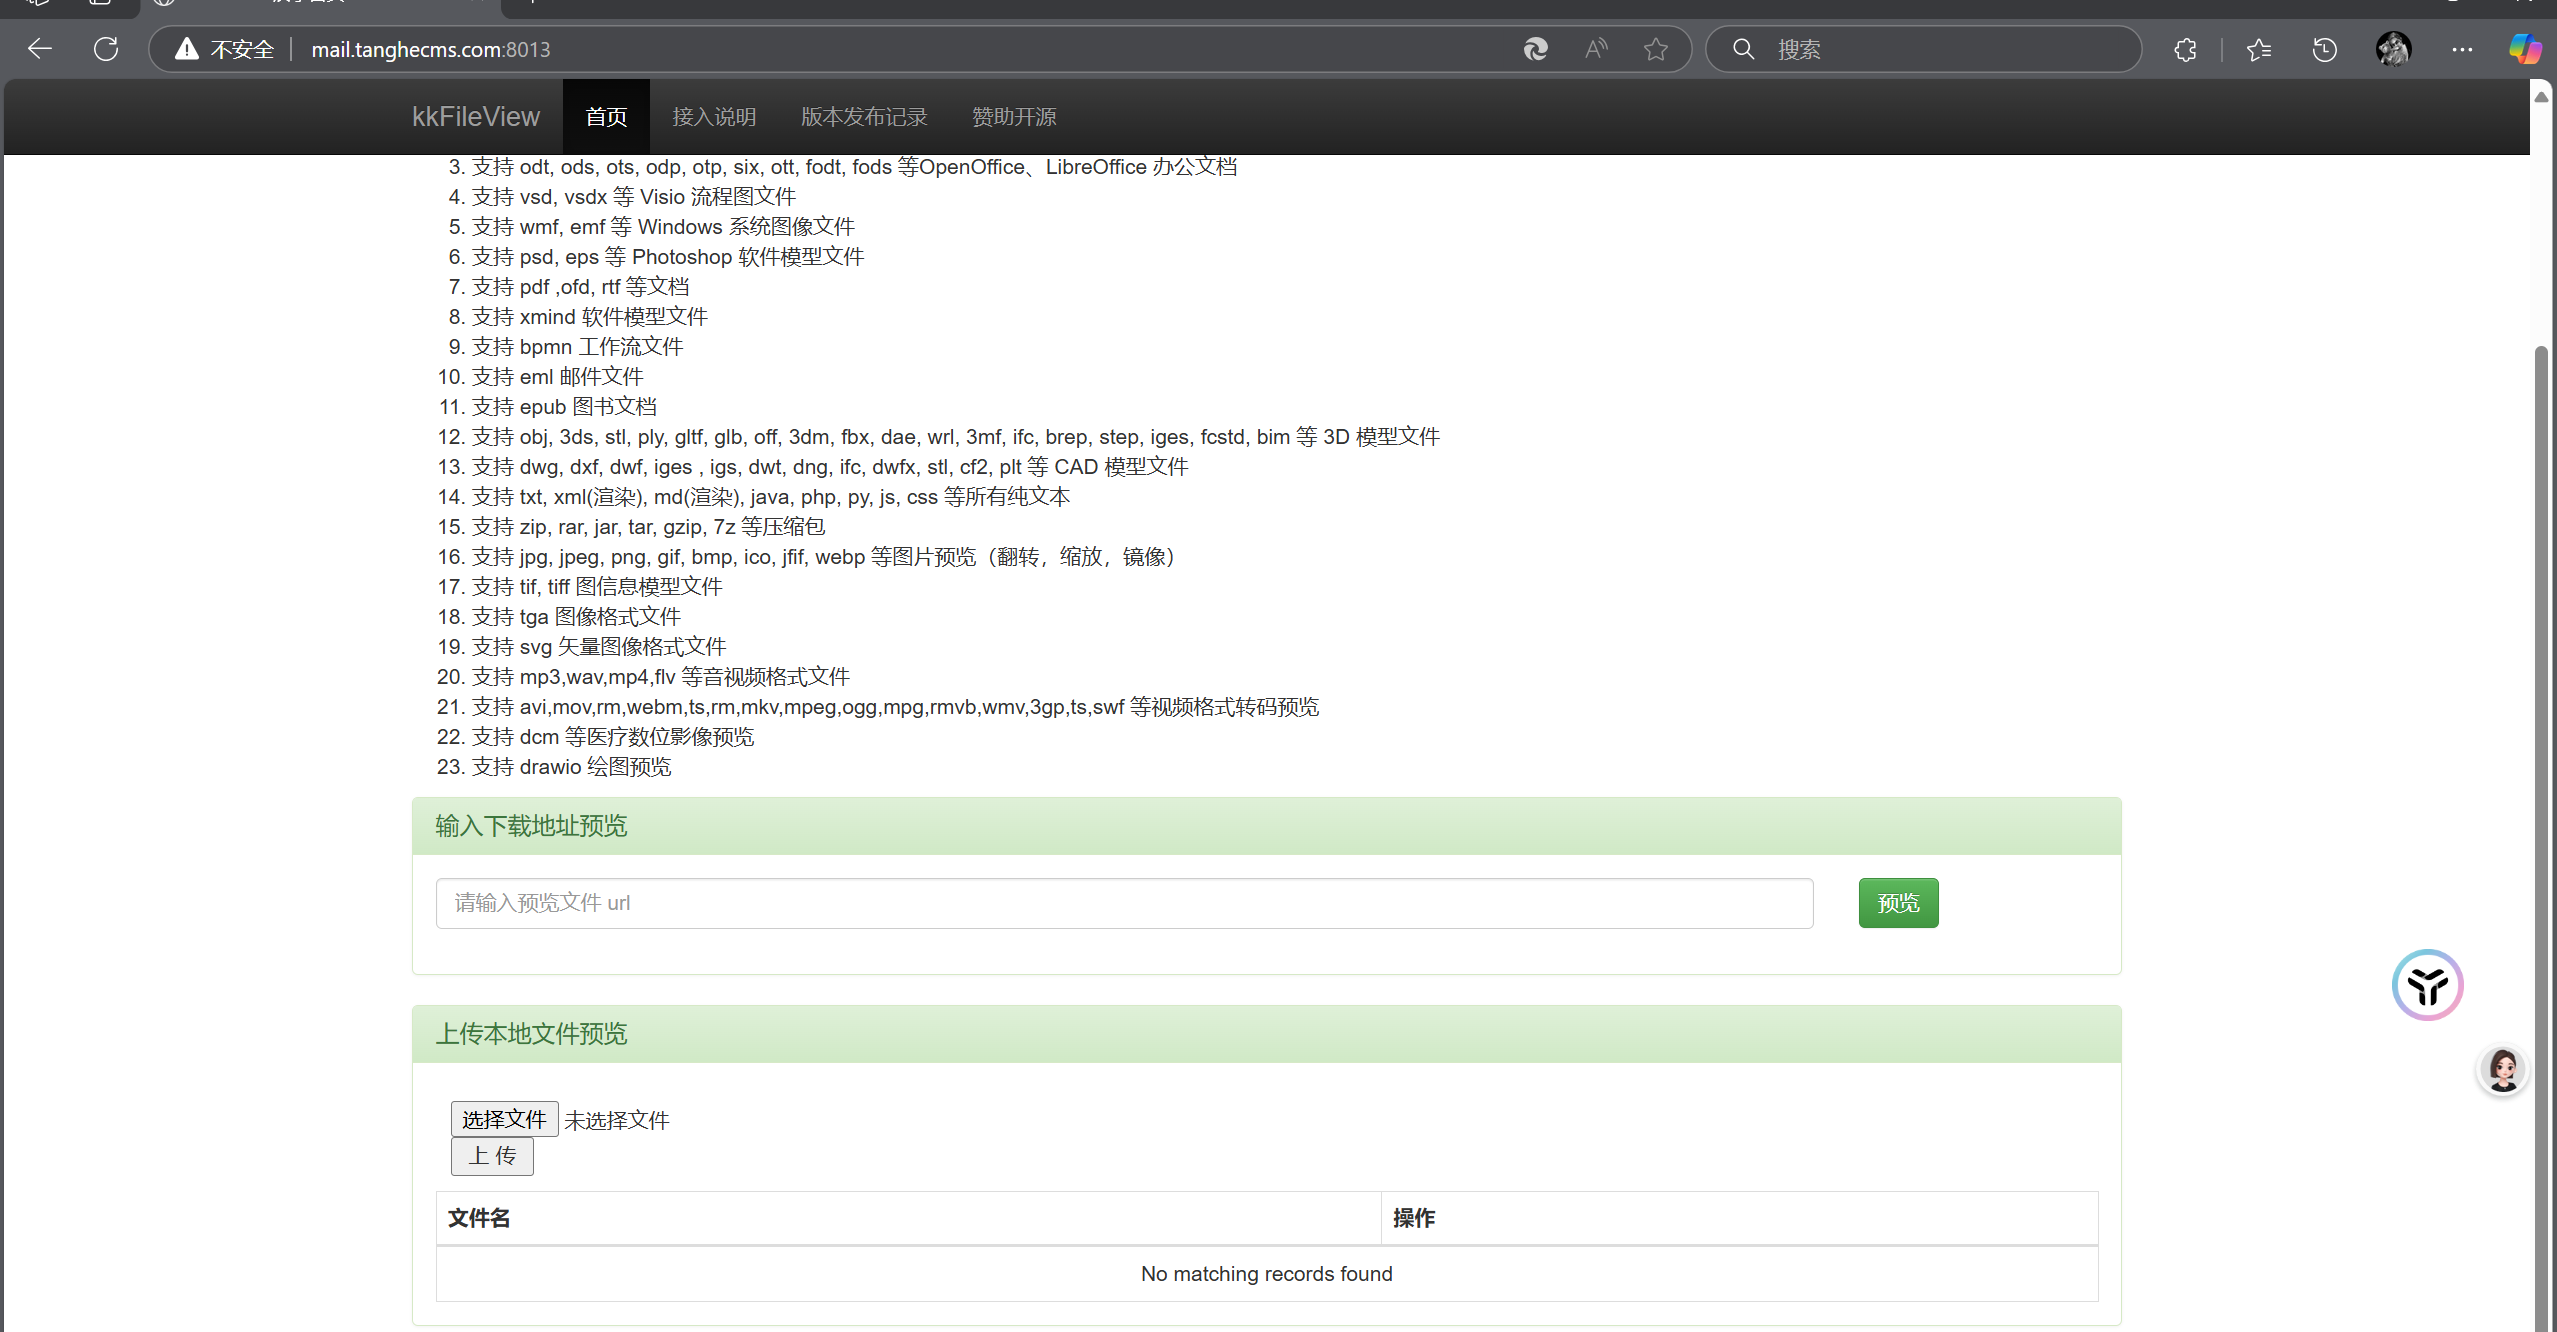 不安全
mail.tanghecms.com:8013
搜索
kkFileView 首页 接入说明 版本发布记录 赞助开源
3. 支持 odt, ods, ots, odp, otp, six, ott, fodt, fods 等OpenOffice、LibreOffice 办公文档
4. 支持 vsd, vsdx 等 Visio 流程图文件
5. 支持 wmf, emf 等 Windows 系统图像文件
6. 支持 psd, eps 等 Photoshop 软件模型文件
7. 支持 pdf ,ofd, rtf 等文档
8. 支持 xmind 软件模型文件
9. 支持 bpmn 工作流文件
10. 支持 eml 邮件文件
11. 支持 epub 图书文档
12. 支持 obj, 3ds, stl, ply, gltf, glb, off, 3dm, fbx, dae, wrl, 3mf, ifc, brep, step, iges, fcstd, bim 等 3D 模型文件
13. 支持 dwg, dxf, dwf, iges , igs, dwt, dng, ifc, dwfx, stl, cf2, plt 等 CAD 模型文件
14. 支持 txt, xml(渲染), md(渲染), java, php, py, js, css 等所有纯文本
15. 支持 zip, rar, jar, tar, gzip, 7z 等压缩包
16. 支持 jpg, jpeg, png, gif, bmp, ico, jfif, webp 等图片预览（翻转，缩放，镜像）
17. 支持 tif, tiff 图信息模型文件
18. 支持 tga 图像格式文件
19. 支持 svg 矢量图像格式文件
20. 支持 mp3,wav,mp4,flv 等音视频格式文件
21. 支持 avi,mov,rm,webm,ts,rm,mkv,mpeg,ogg,mpg,rmvb,wmv,3gp,ts,swf 等视频格式转码预览
22. 支持 dcm 等医疗数位影像预览
23. 支持 drawio 绘图预览
输入下载地址预览
请输入预览文件 url
预览
上传本地文件预览
选择文件 未选择文件
上 传
文件名 操作
No matching records found